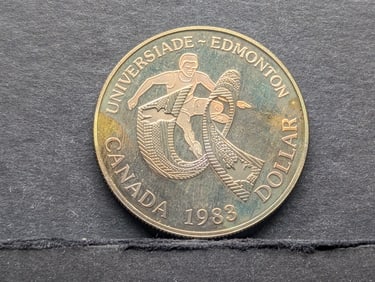 UNIVERSIADE - EDMONTON
CANADA 1983 DOLLAR